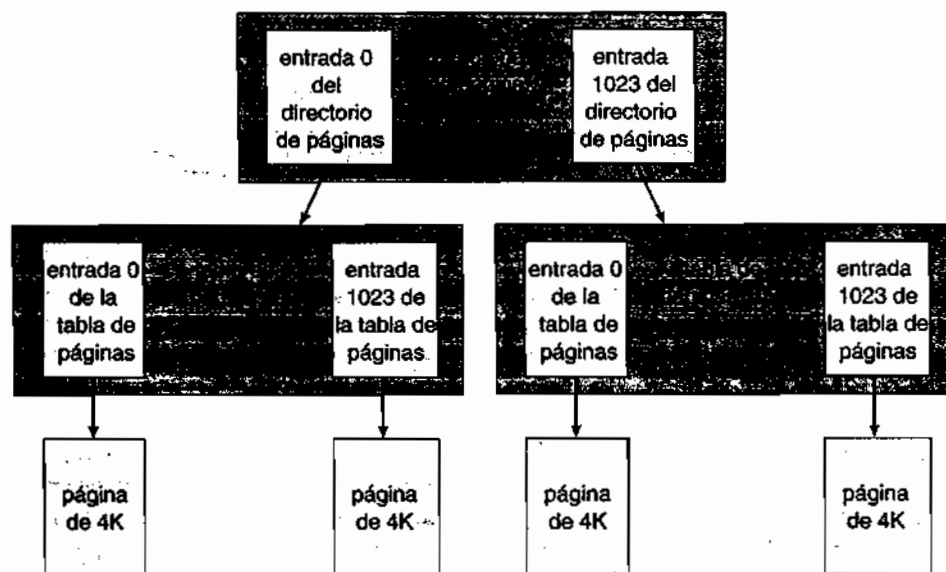 entrada 0
del
directorio
de páginas
entrada
1023 del
directorio
de páginas
entrada 0
de la
tabla de
páginas
entrada
1023 de
la tabla de
páginas
entrada 0
de la
tabla de
páginas
entrada
1023 de
la tabla de
páginas
página
de 4K
página
de 4K
página
de 4K
página
de 4K